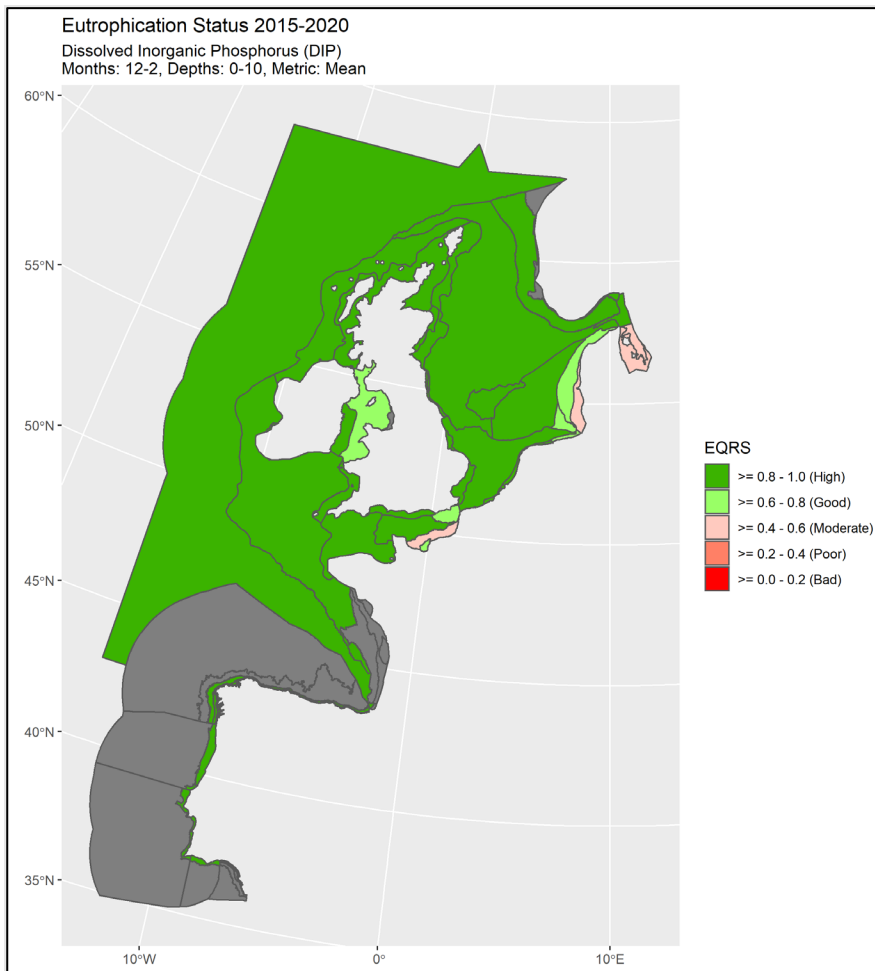 Eutrophication Status 2015-2020
Dissolved Inorganic Phosphorus (DIP)
Months: 12-2, Depths: 0-10, Metric: Mean
60°N
55°N
50°N
45°N
40°N
35°N
10°W
0°
10°E
EQRS
>= 0.8 - 1.0 (High)
>= 0.6 - 0.8 (Good)
>= 0.4 - 0.6 (Moderate)
>= 0.2 - 0.4 (Poor)
>= 0.0 - 0.2 (Bad)